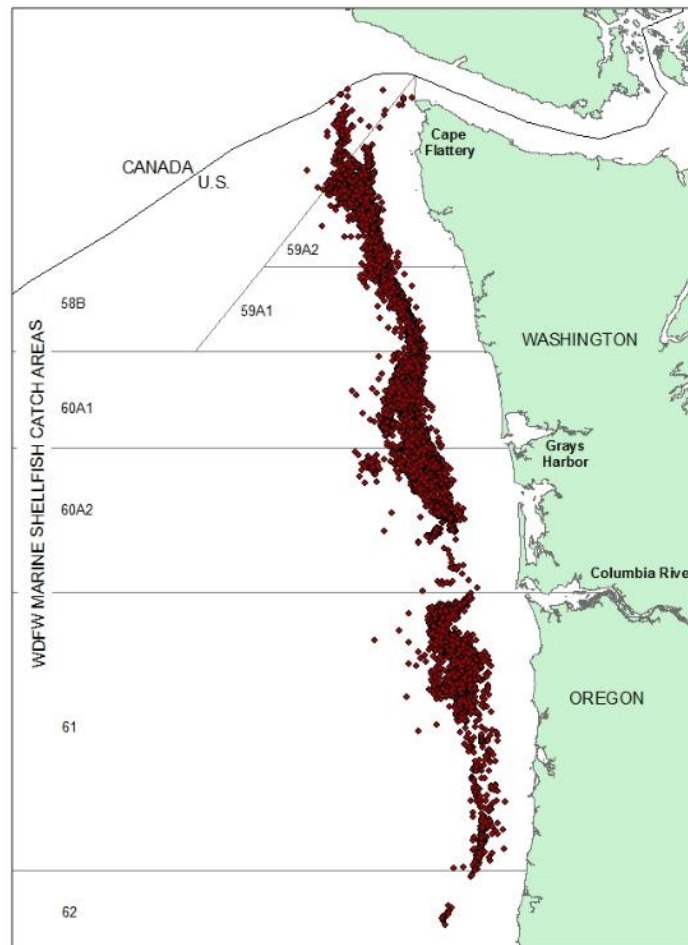 Cape
Flattery
CANADA
U.S.
59A2
58B
59A1
WASHINGTON
60A1
Grays
Harbor
60A2
WDFW MARINE SHELLFISH CATCH AREAS
Columbia River
OREGON
61
62